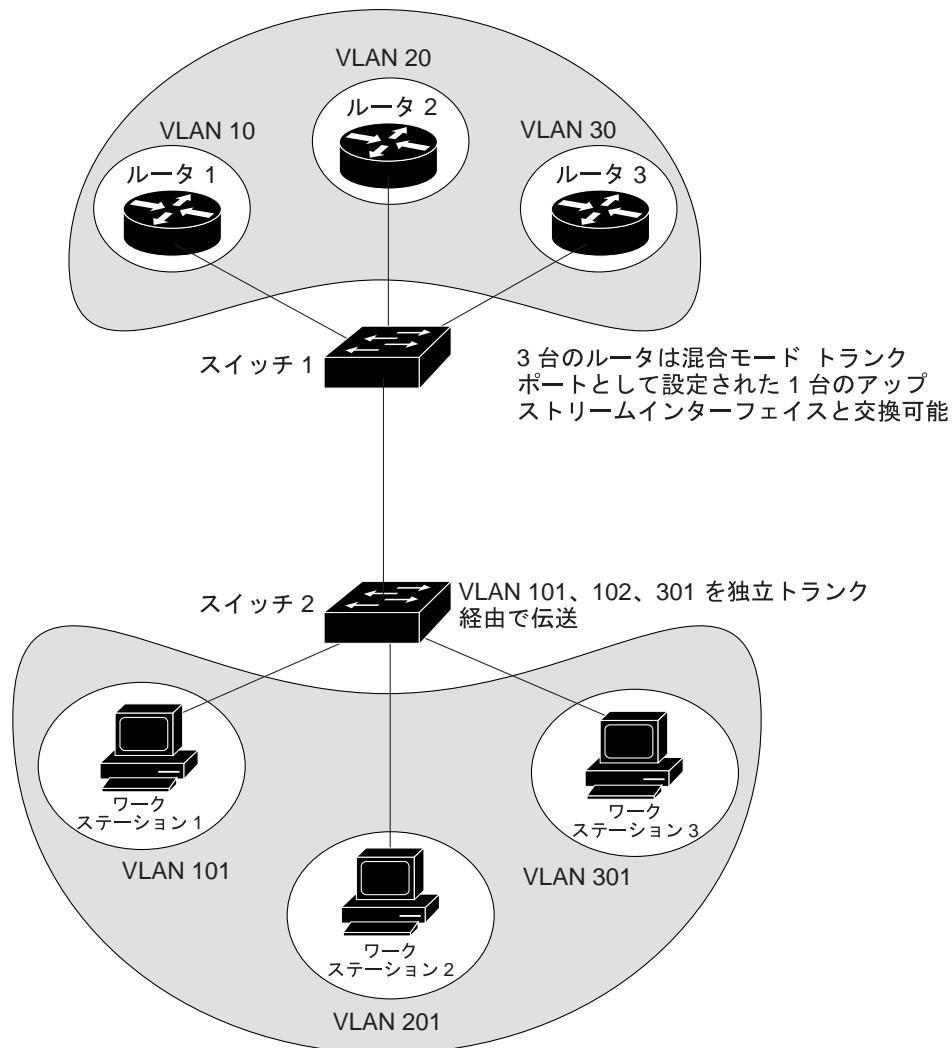 VLAN 20
ルータ 2
VLAN 10
ルータ 1
VLAN 30
ルータ 3
スイッチ 1
3 台のルータは混合モード トランク
ポートとして設定された 1 台のアップ
ストリームインターフェイスと交換可能
スイッチ 2
VLAN 101、102、301 を独立トランク
経由で伝送
ワーク
ステーション 1
VLAN 101
ワーク
ステーション 2
VLAN 201
ワーク
ステーション 3
VLAN 301